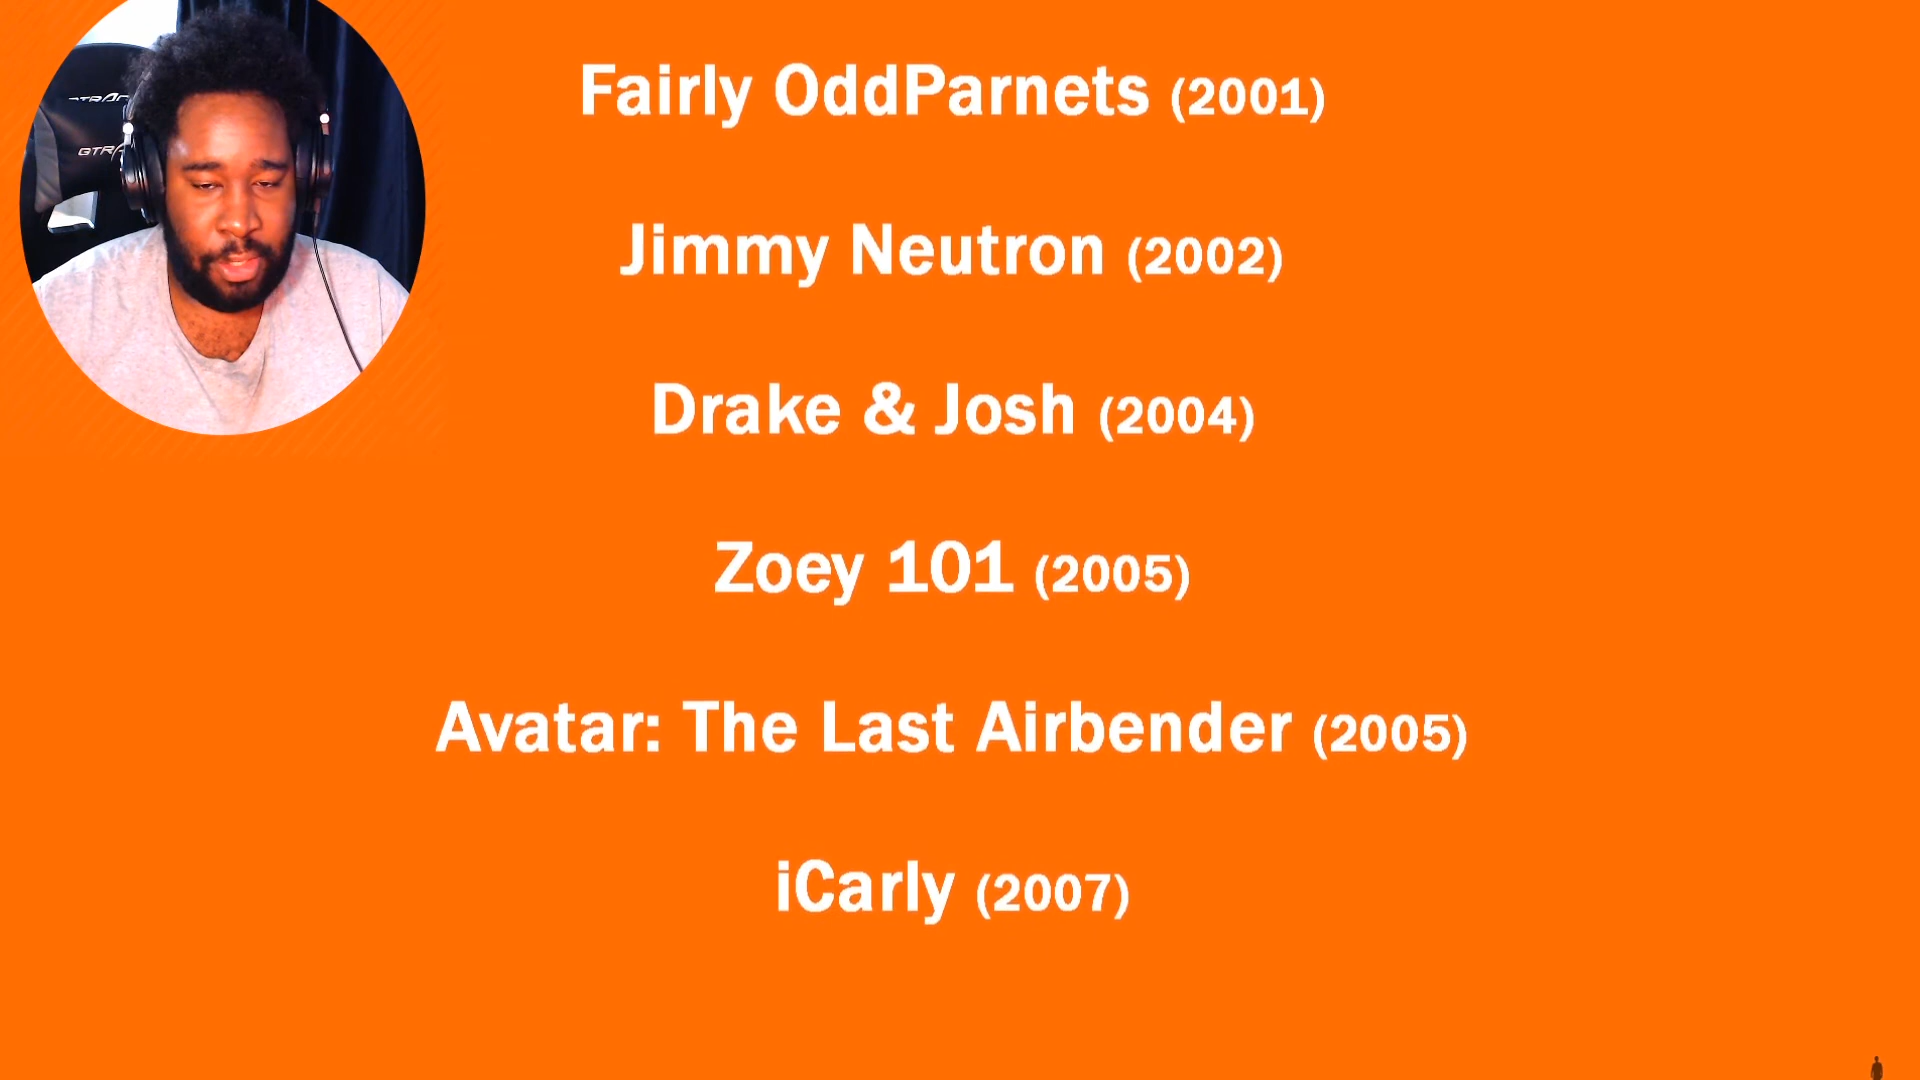 Fairly OddParnets (2001)
Jimmy Neutron (2002)
Drake & Josh (2004)
Zoey 101 (2005)
Avatar: The Last Airbender (2005)
iCarly (2007)